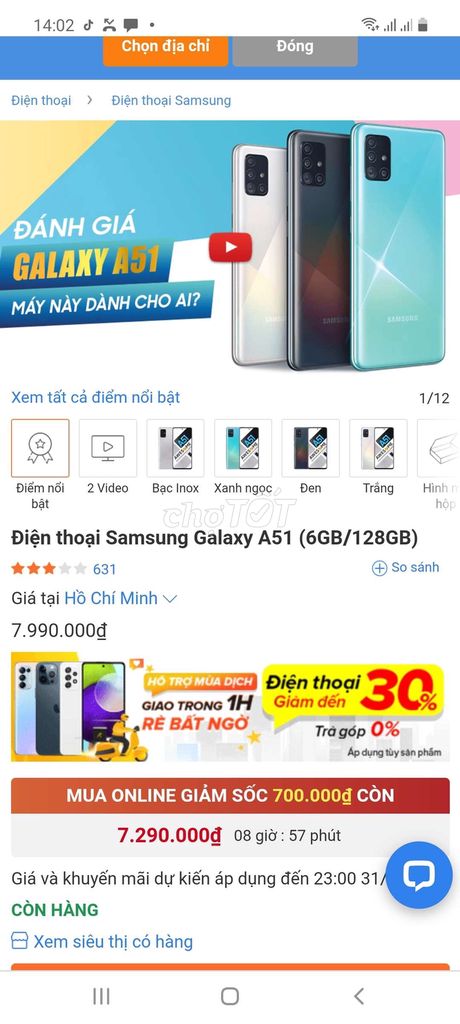 14:02
Chọn địa chỉ
Đóng
Điện thoại › Điện thoại Samsung
ĐÁNH GIÁ
GALAXY A51
MÁY NÀY DÀNH CHO AI?
SAMSUNG
SAMSUNG
SAMSUNG
Xem tất cả điểm nổi bật
1/12
Điểm nổi bật
2 Video
Bạc Inox
Xanh ngọc
Đen
Trắng
Hình m
hộp
chợTỐT
Điện thoại Samsung Galaxy A51 (6GB/128GB)
631
So sánh
Giá tại Hồ Chí Minh
7.990.000₫
HỖ TRỢ MÙA DỊCH
GIAO TRONG 1H
RẺ BẤT NGỜ
Điện thoại
Giảm đến 30%
Trả góp 0%
Áp dụng tùy sản phẩm
MUA ONLINE GIẢM SỐC 700.000₫ CÒN
7.290.000₫ 08 giờ : 57 phút
Giá và khuyến mãi dự kiến áp dụng đến 23:00 31/
CÒN HÀNG
Xem siêu thị có hàng